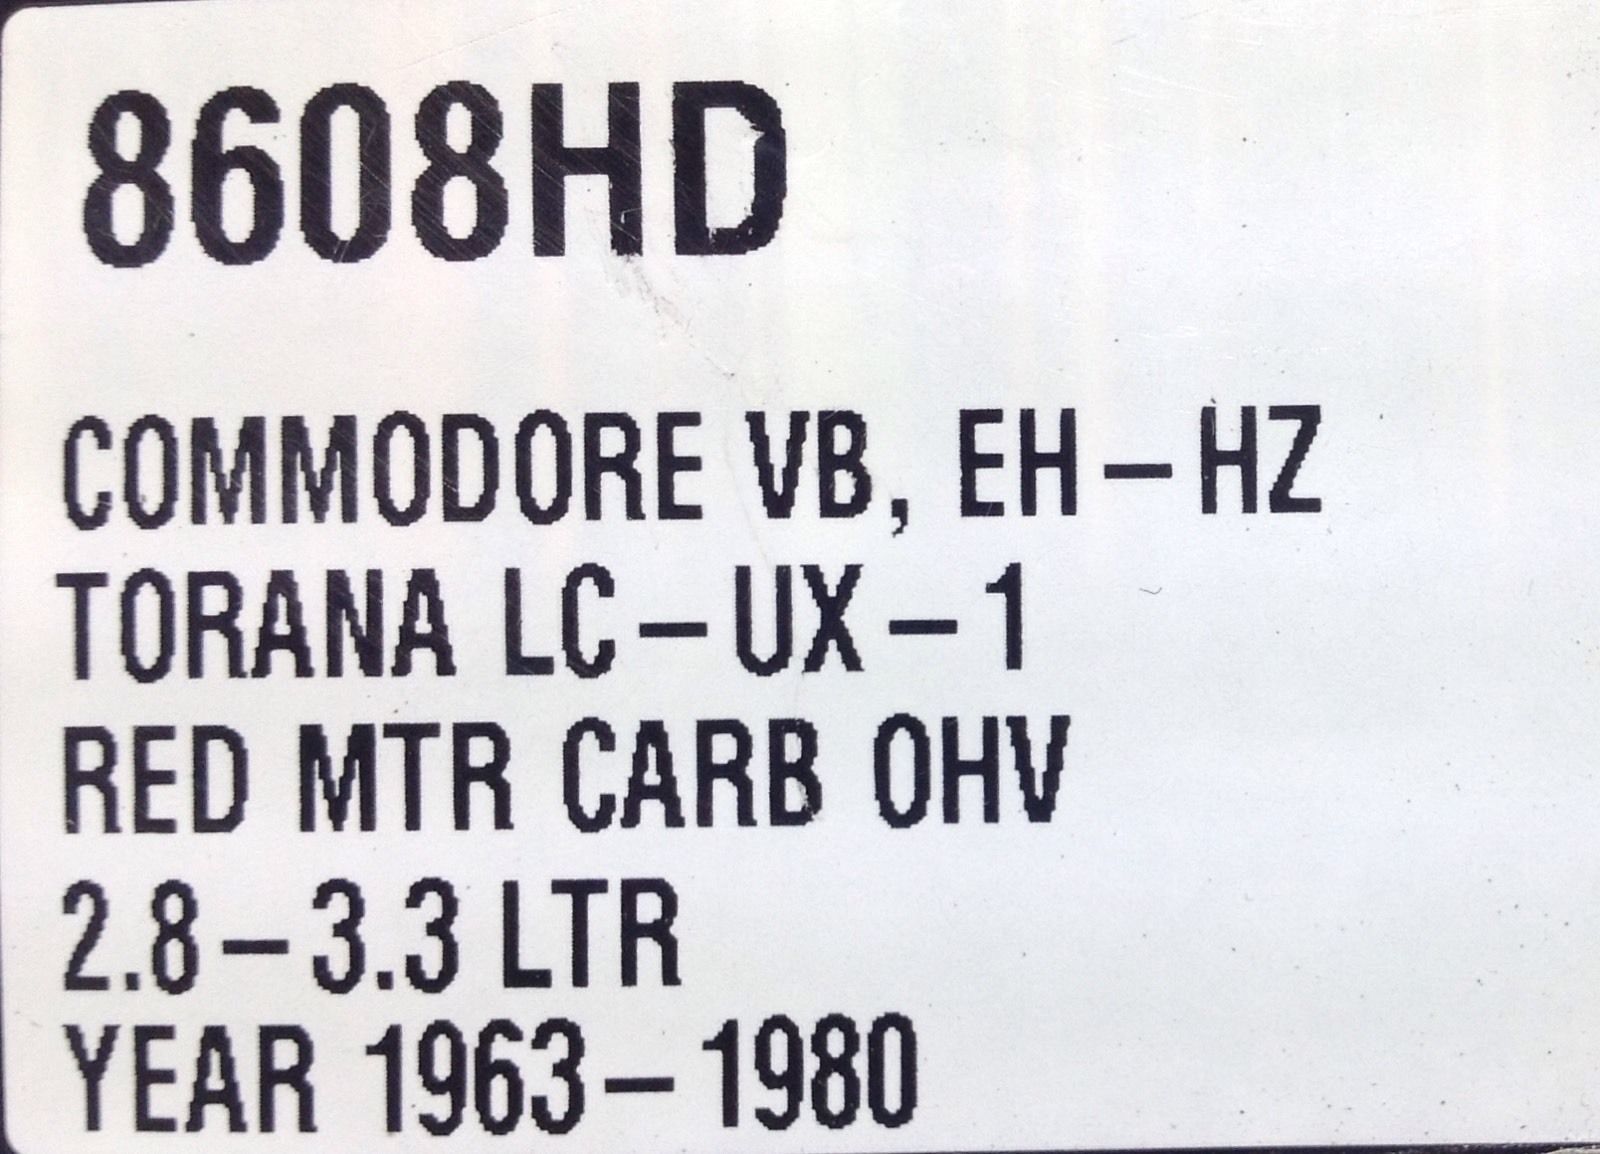 8608HD
COMMODORE VB, EH–HZ
TORANA LC–UX–1
RED MTR CARB OHV
2.8–3.3 LTR
YEAR 1963–1980